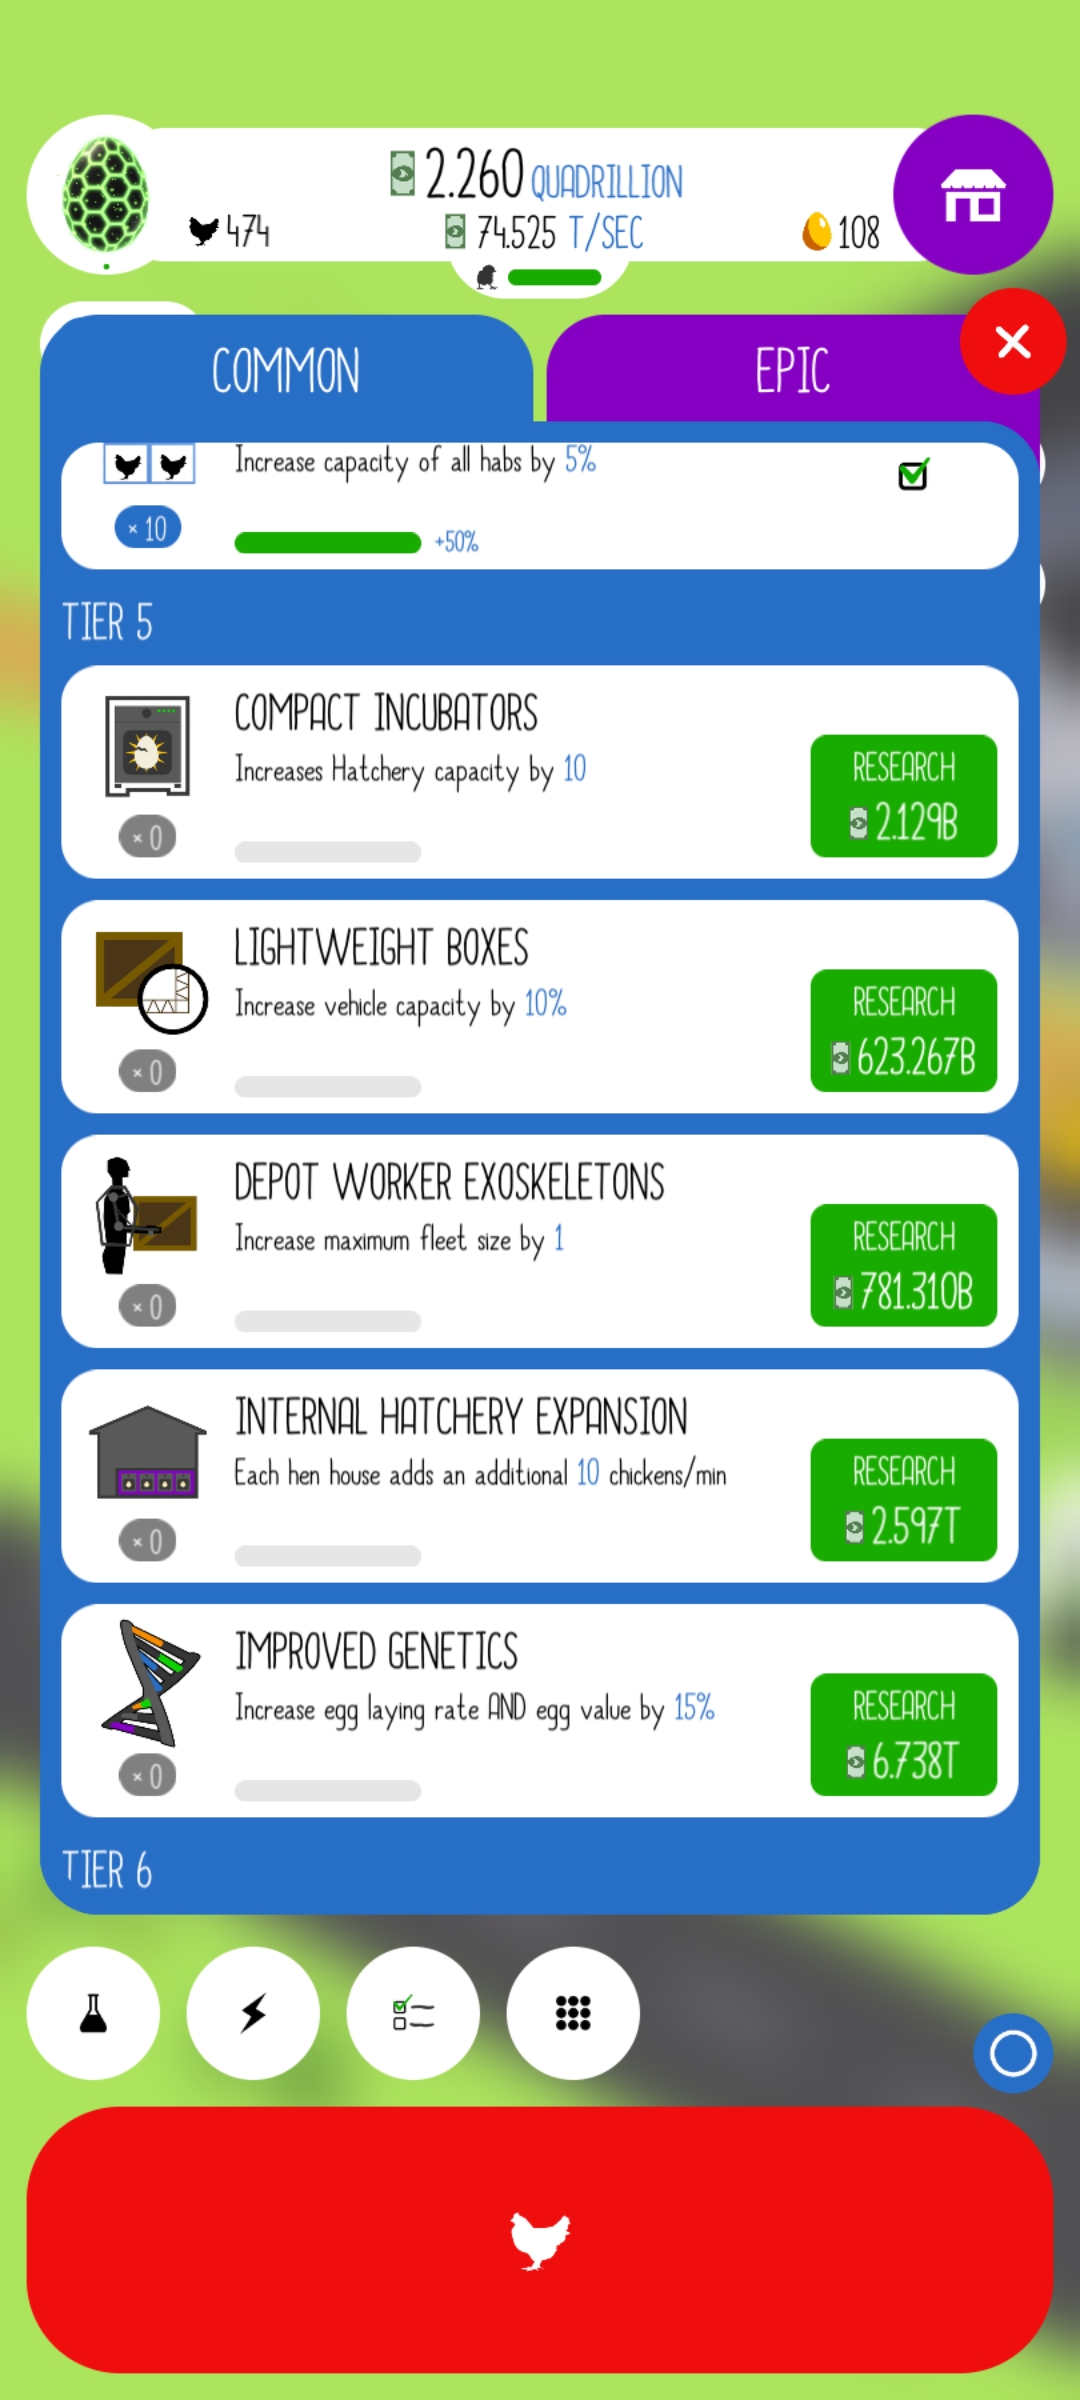 2.260 QUADRILLION
474
74.525 T/SEC
108
COMMON
EPIC
Increase capacity of all habs by 5%
× 10
+50%
TIER 5
COMPACT INCUBATORS
Increases Hatchery capacity by 10
RESEARCH
2.129B
× 0
LIGHTWEIGHT BOXES
Increase vehicle capacity by 10%
RESEARCH
623.267B
× 0
DEPOT WORKER EXOSKELETONS
Increase maximum fleet size by 1
RESEARCH
781.310B
× 0
INTERNAL HATCHERY EXPANSION
Each hen house adds an additional 10 chickens/min
RESEARCH
2.597T
× 0
IMPROVED GENETICS
Increase egg laying rate AND egg value by 15%
RESEARCH
6.738T
× 0
TIER 6